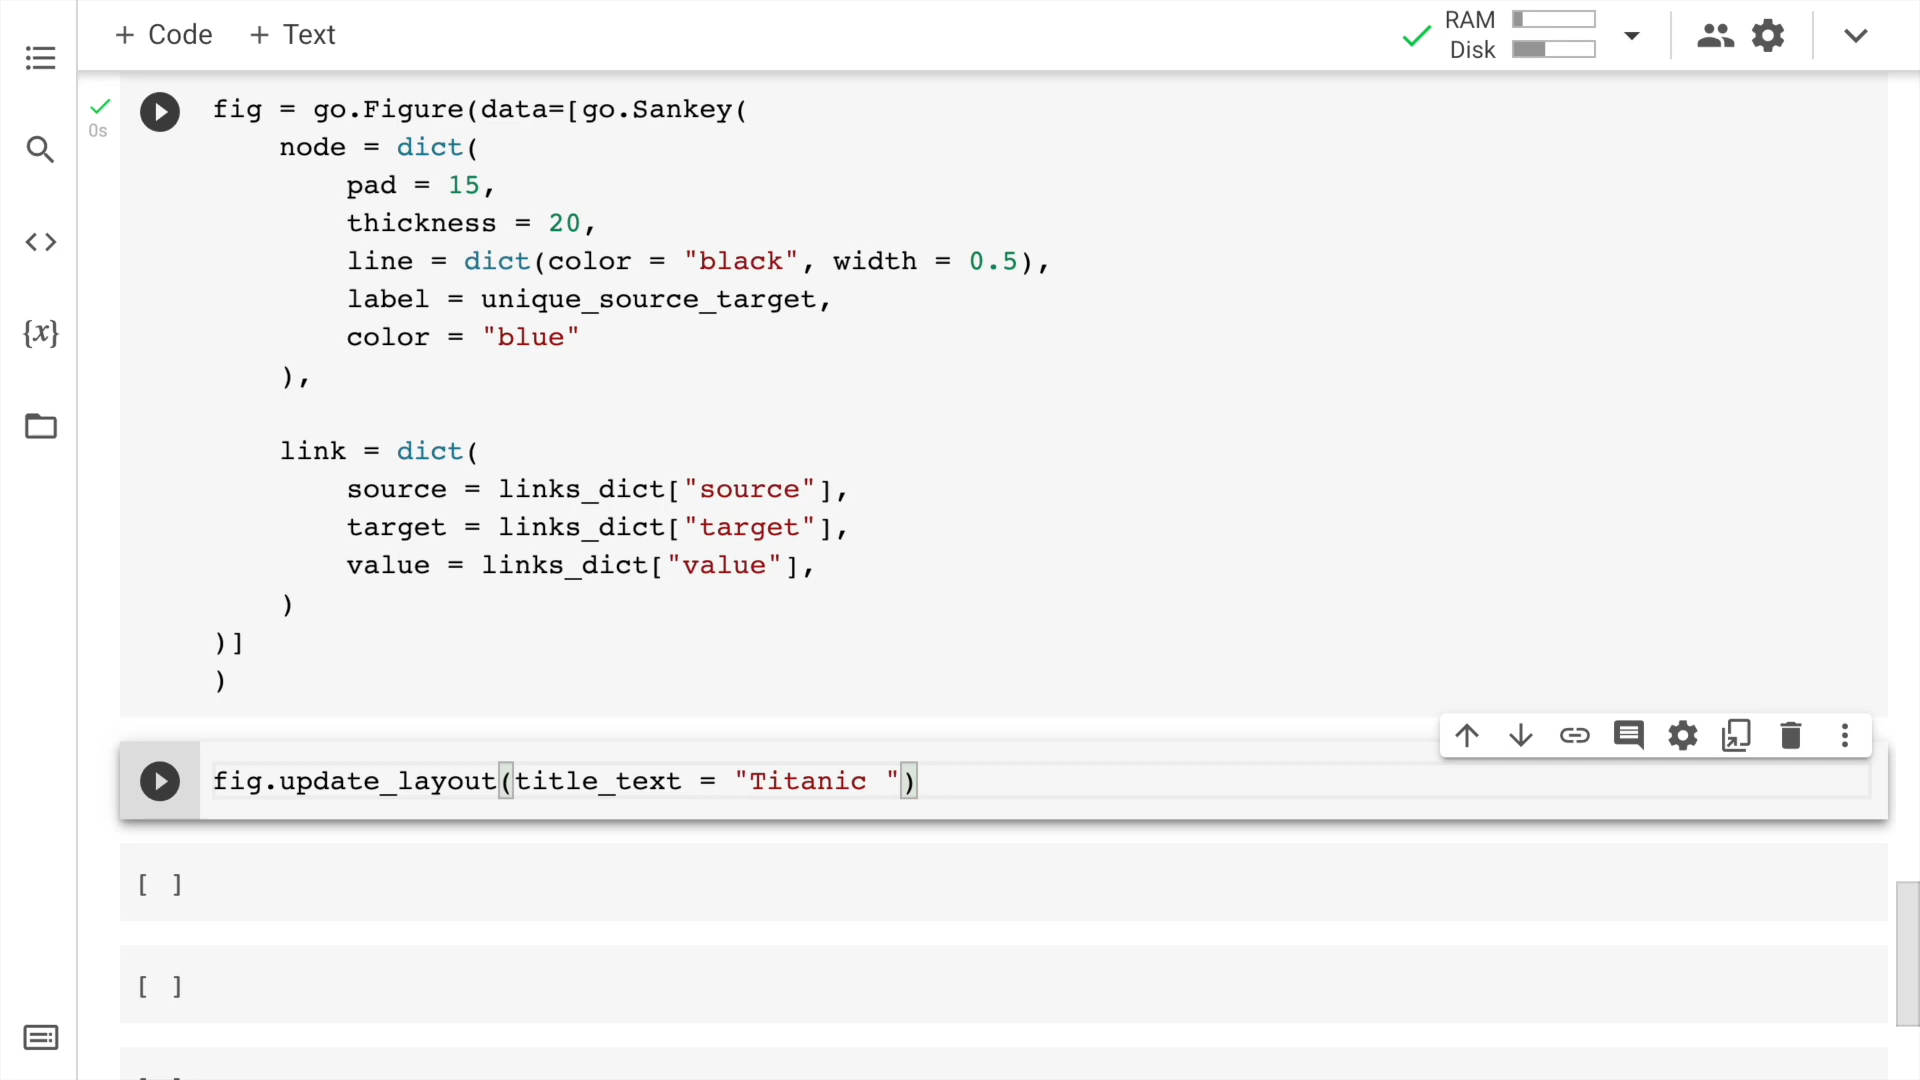 + Code + Text
RAM
Disk
0s
fig = go.Figure(data=[go.Sankey(
node = dict(
pad = 15,
thickness = 20,
line = dict(color = "black", width = 0.5),
label = unique_source_target,
color = "blue"
),
link = dict(
source = links_dict["source"],
target = links_dict["target"],
value = links_dict["value"],
)
)]
)
fig.update_layout(title_text = "Titanic ")
[ ]
[ ]
{x}